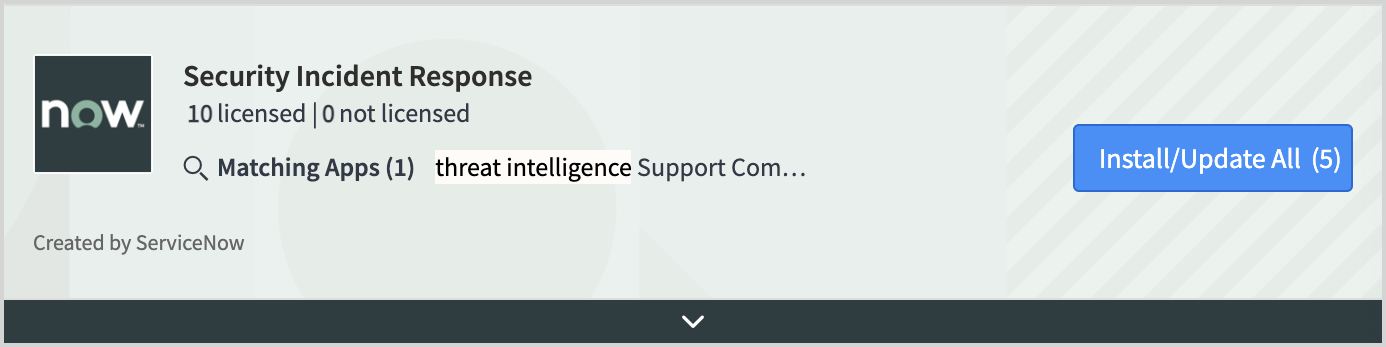 now™
Security Incident Response
10 licensed | 0 not licensed
Matching Apps (1) threat intelligence Support Com…
Install/Update All (5)
Created by ServiceNow